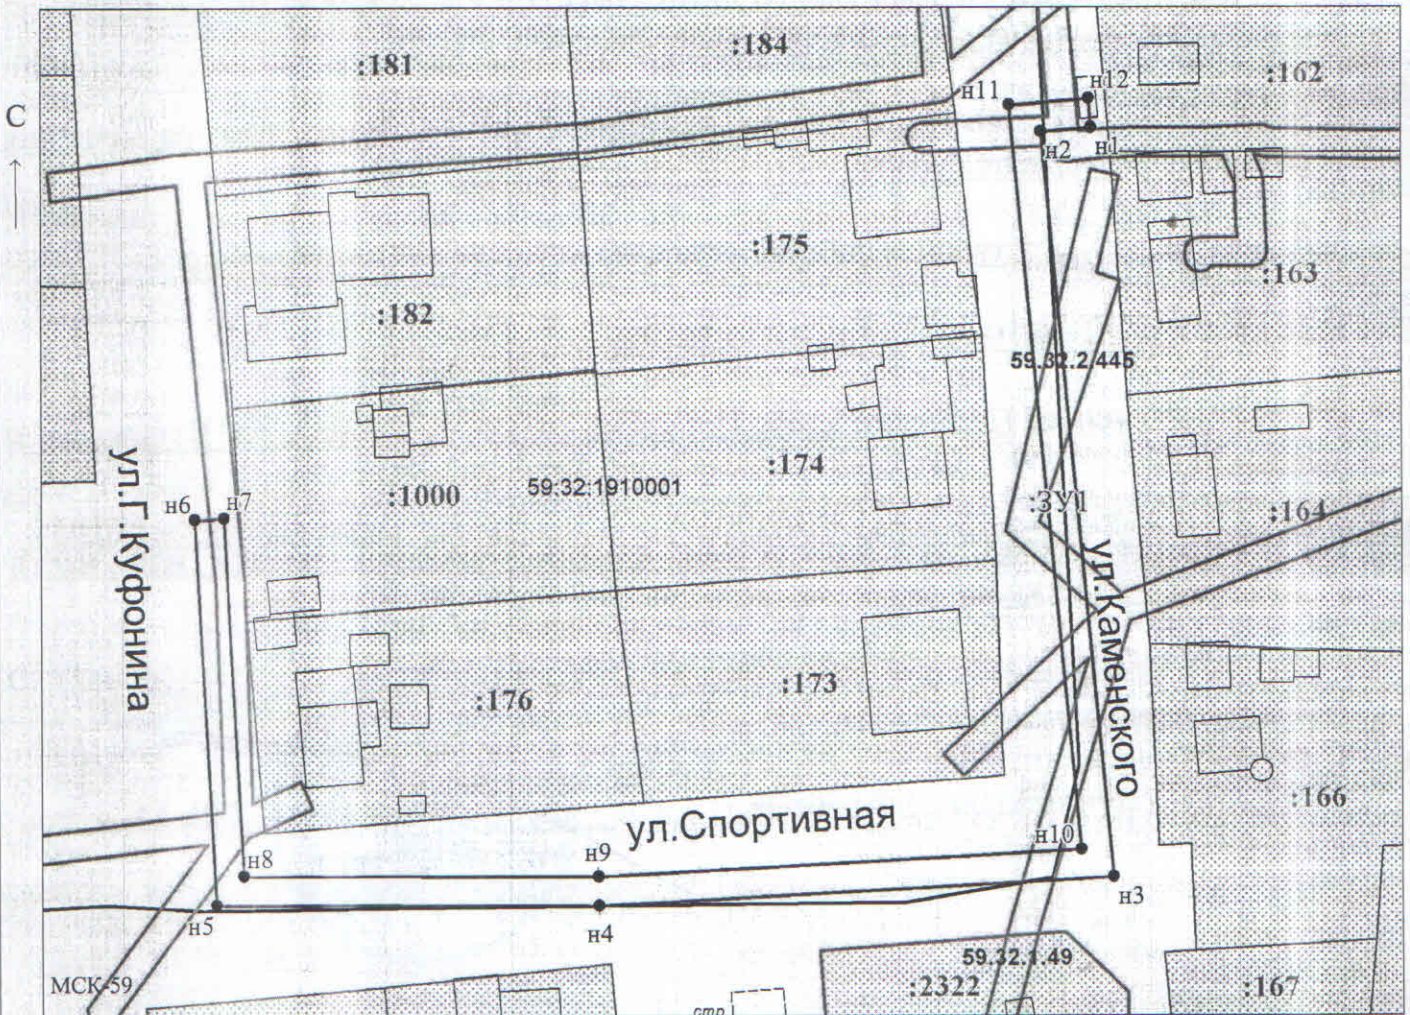 :181
:184
:162
С
н11
н12
н2
н1
:175
:163
:182
59.32.2.445
ул.Г.Куфонина
:174
:1000
59:32:1910001
н6
н7
:ЗУ1
:164
ул.Каменского
:176
:173
:166
ул.Спортивная
н10
н8
н9
н3
н5
н4
59.32.1.49
МСК-59
:2322
:167
стр